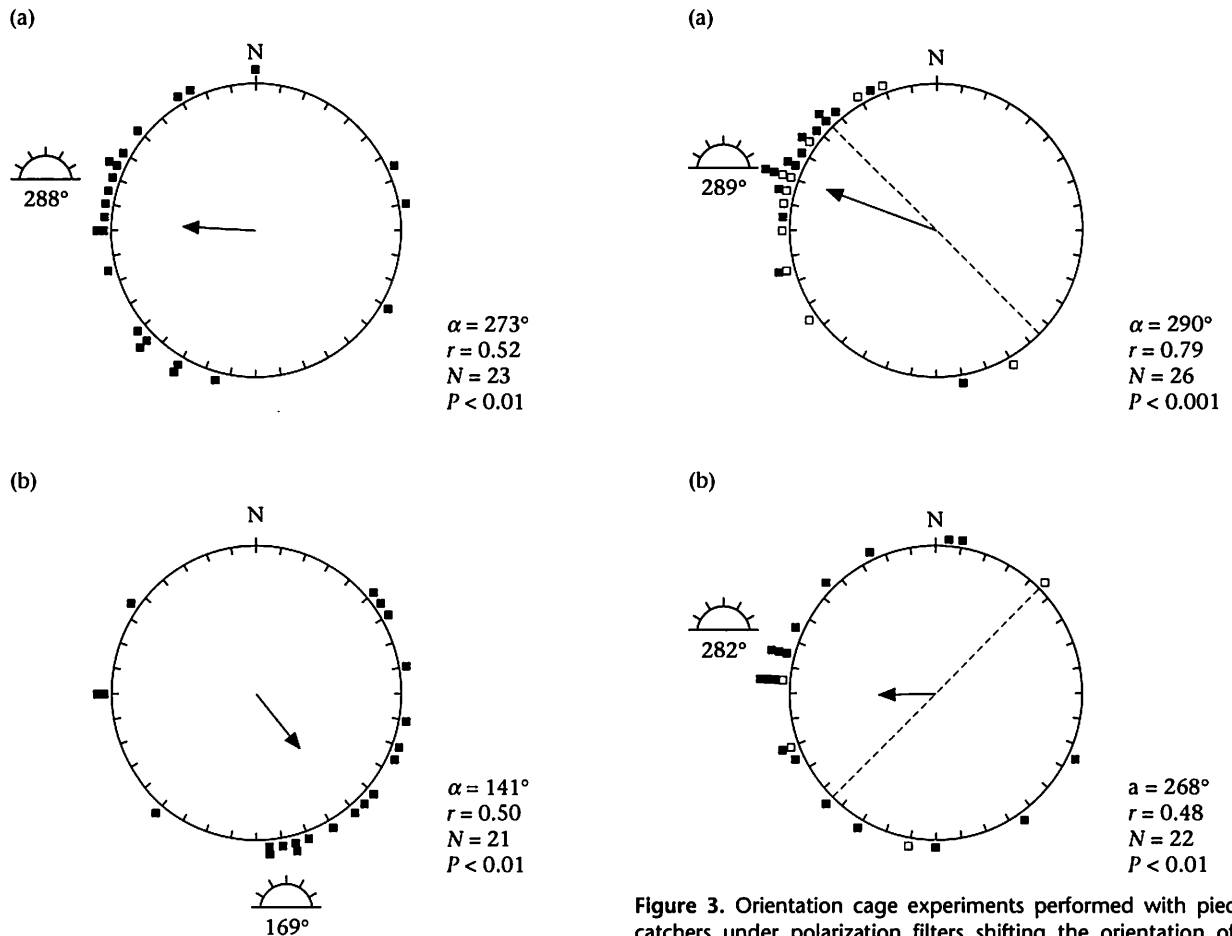 (a)
N
288°
α = 273°
r = 0.52
N = 23
P < 0.01
(b)
N
169°
α = 141°
r = 0.50
N = 21
P < 0.01
(a)
N
289°
α = 290°
r = 0.79
N = 26
P < 0.001
(b)
N
282°
a = 268°
r = 0.48
N = 22
P < 0.01
Figure 3. Orientation cage experiments performed with pied
catchers under polarization filters shifting the orientation of